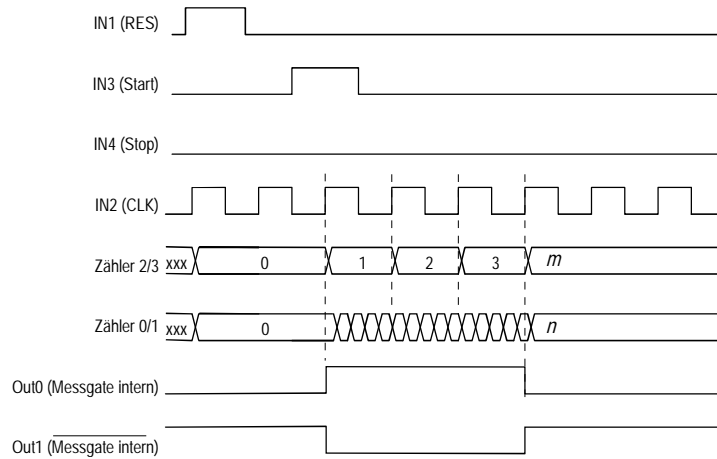 IN1 (RES)
IN3 (Start)
IN4 (Stop)
IN2 (CLK)
Zähler 2/3 xxx 0 1 2 3 m
Zähler 0/1 xxx 0 n
Out0 (Messgate intern)
Out1 (Messgate intern)